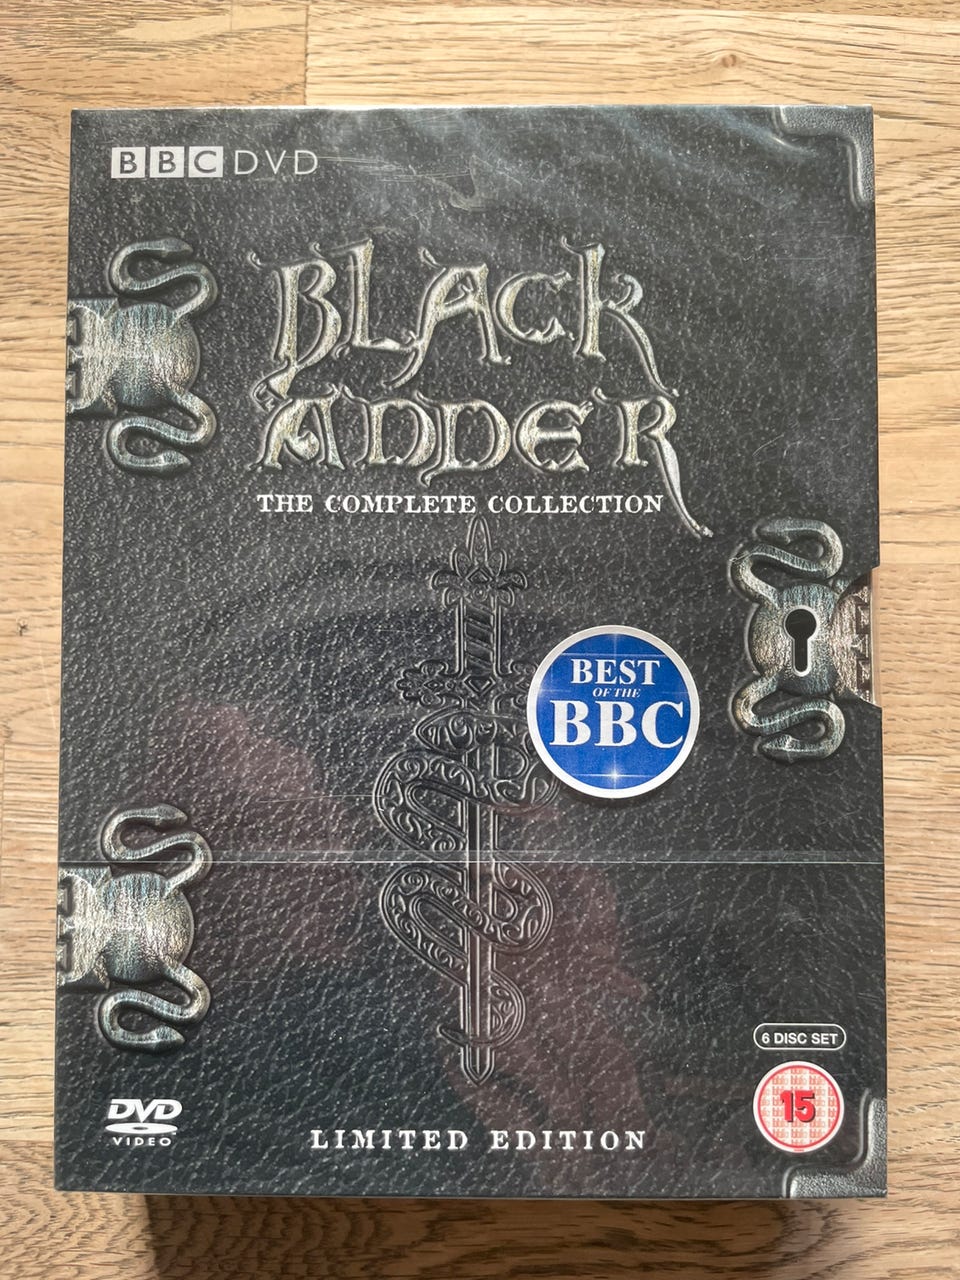 BBC DVD
BLACK
ADDER
THE COMPLETE COLLECTION
BEST
OF THE
BBC
6 DISC SET
15
DVD
VIDEO
LIMITED EDITION